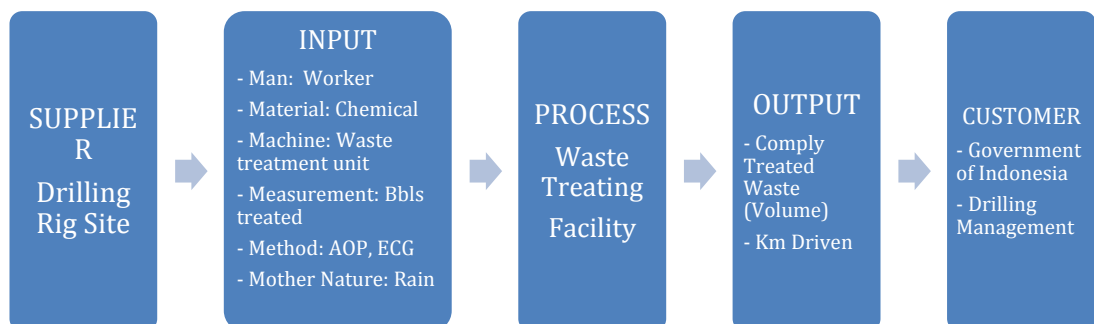 SUPPLIE
R
Drilling
Rig Site
INPUT
- Man:  Worker
- Material: Chemical
- Machine: Waste
treatment unit
- Measurement: Bbls
treated
- Method: AOP, ECG
- Mother Nature: Rain
PROCESS
Waste
Treating
Facility
OUTPUT
- Comply
Treated
Waste
(Volume)
- Km Driven
CUSTOMER
- Government
of Indonesia
- Drilling
Management